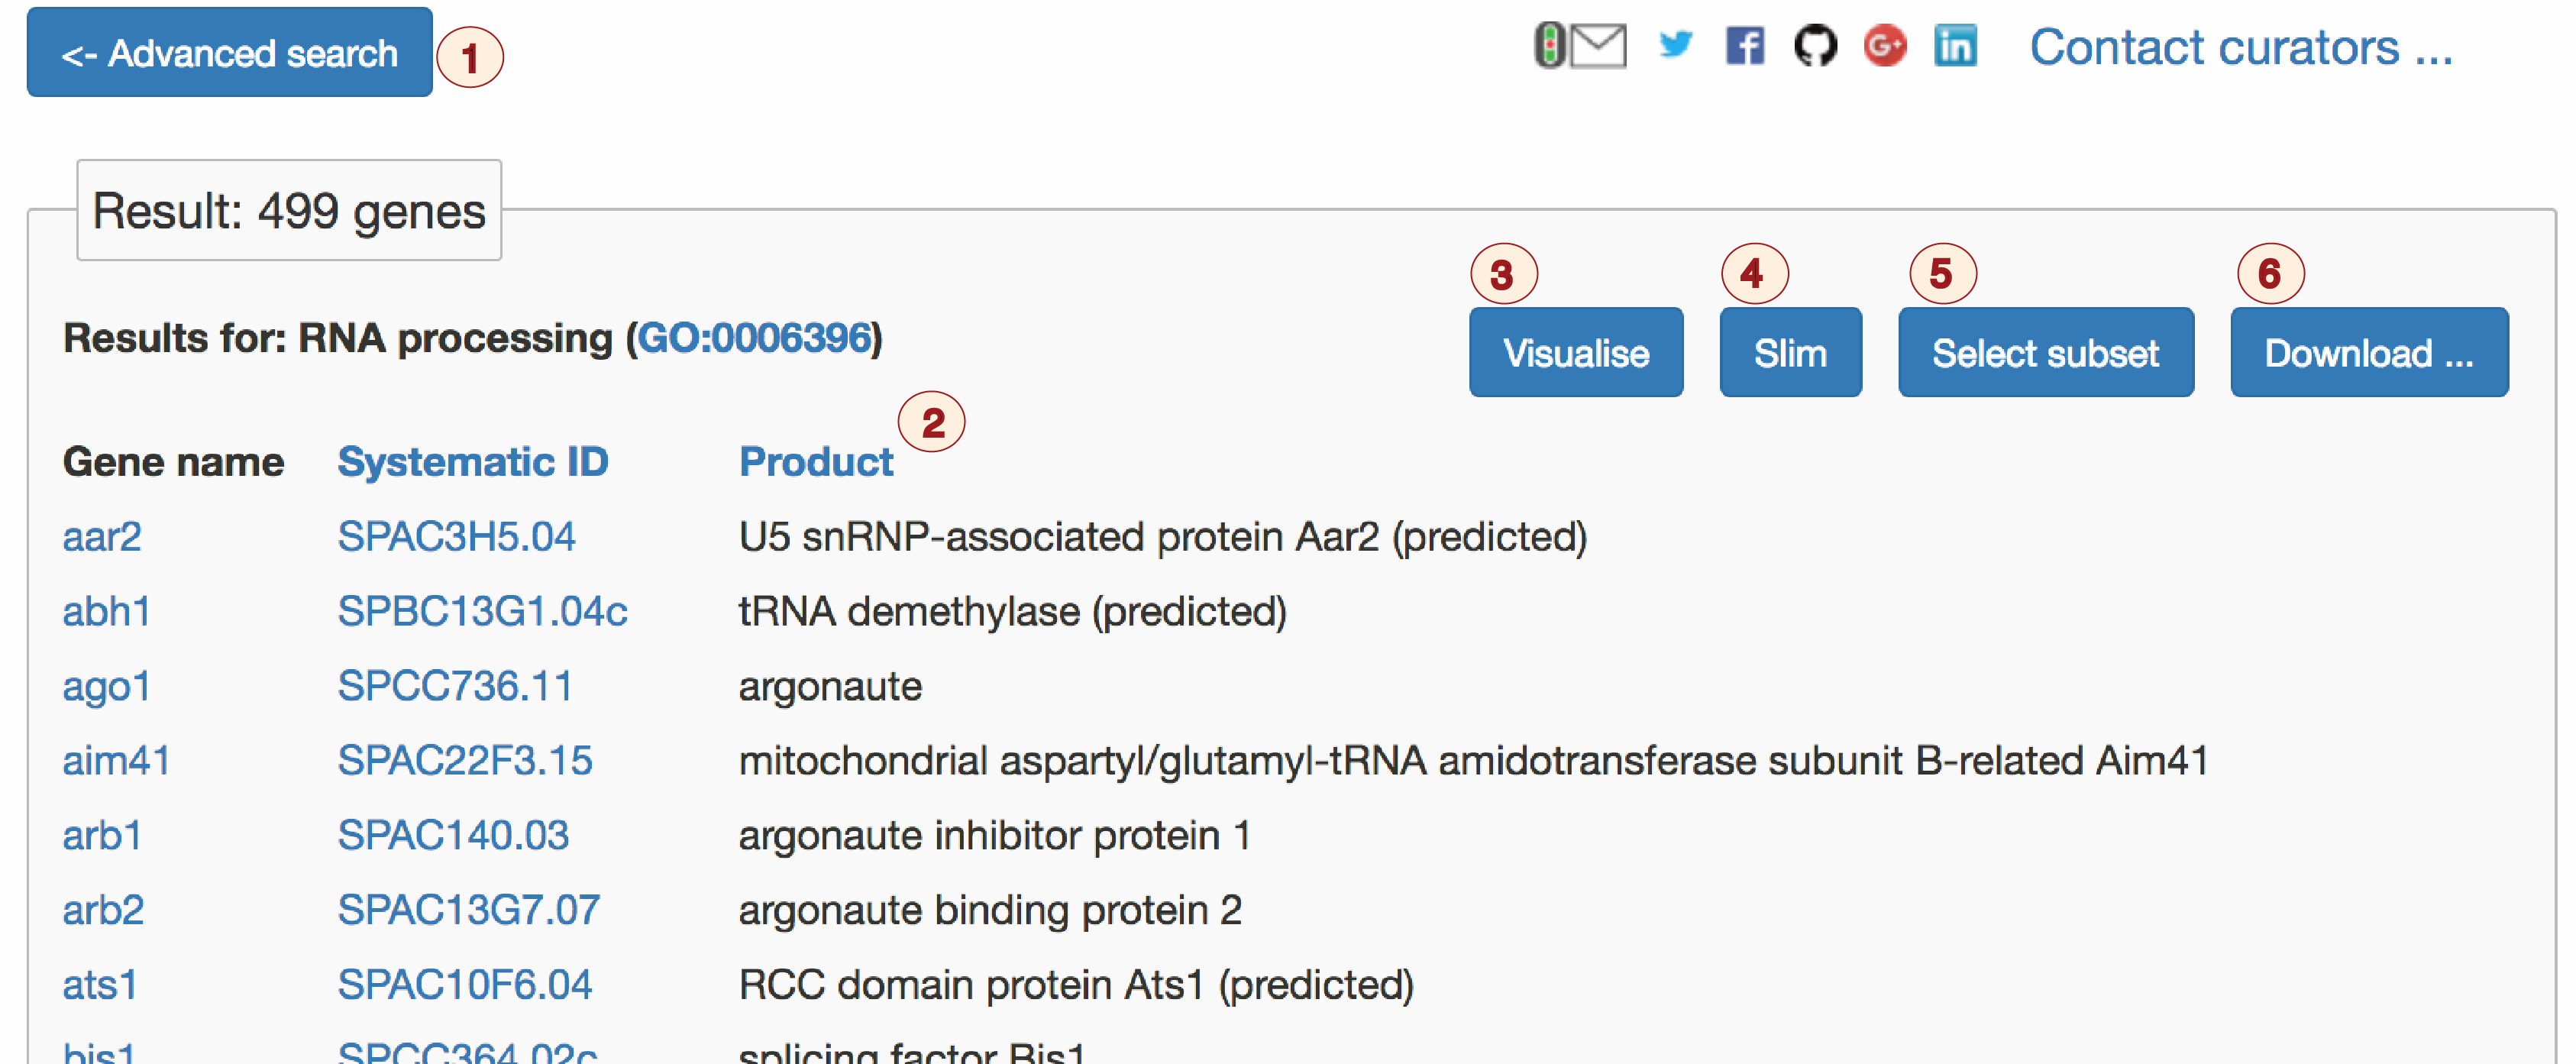 <- Advanced search 1 Contact curators ...
Result: 499 genes
3 4 5 6
Results for: RNA processing (GO:0006396) Visualise Slim Select subset Download ...
2
Gene name Systematic ID Product
aar2 SPAC3H5.04 U5 snRNP-associated protein Aar2 (predicted)
abh1 SPBC13G1.04c tRNA demethylase (predicted)
ago1 SPCC736.11 argonaute
aim41 SPAC22F3.15 mitochondrial aspartyl/glutamyl-tRNA amidotransferase subunit B-related Aim41
arb1 SPAC140.03 argonaute inhibitor protein 1
arb2 SPAC13G7.07 argonaute binding protein 2
ats1 SPAC10F6.04 RCC domain protein Ats1 (predicted)
bis1 SPCC364.02c splicing factor Bis1